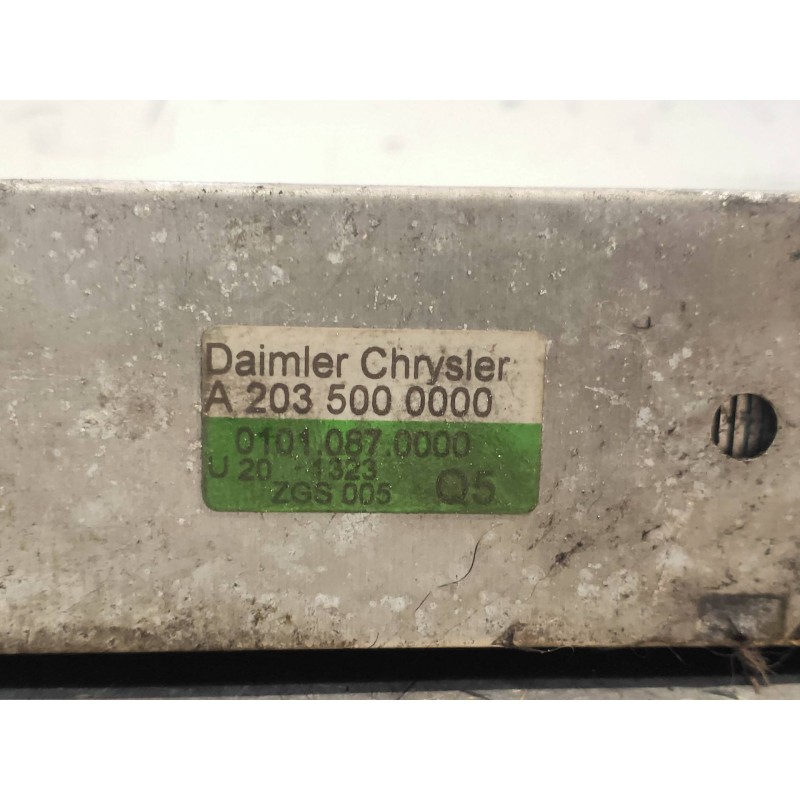 Daimler Chrysler
A 203 500 0000
0101.087.0000
U 20 -1323
ZGS 005 Q5